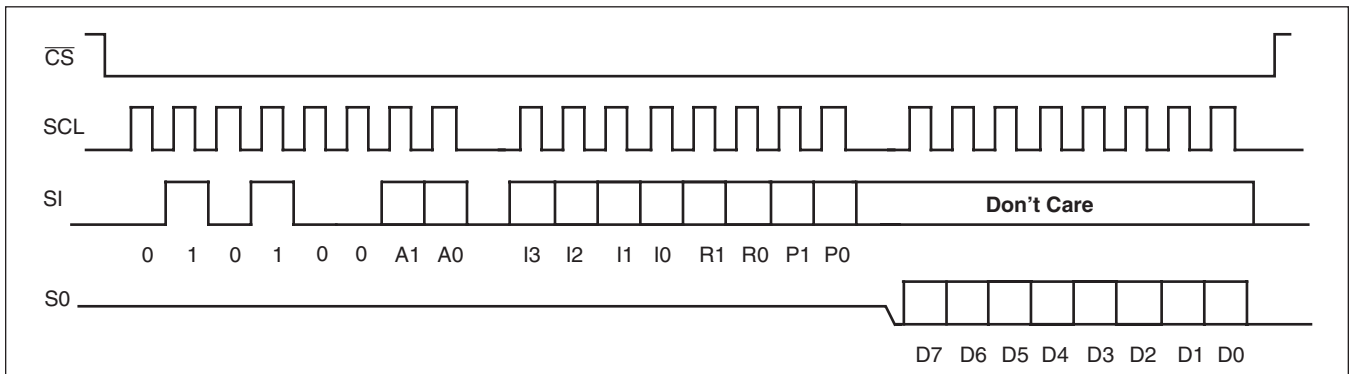 CS
SCL
SI
Don't Care
0 1 0 1 0 0 A1 A0 I3 I2 I1 I0 R1 R0 P1 P0
S0
D7 D6 D5 D4 D3 D2 D1 D0